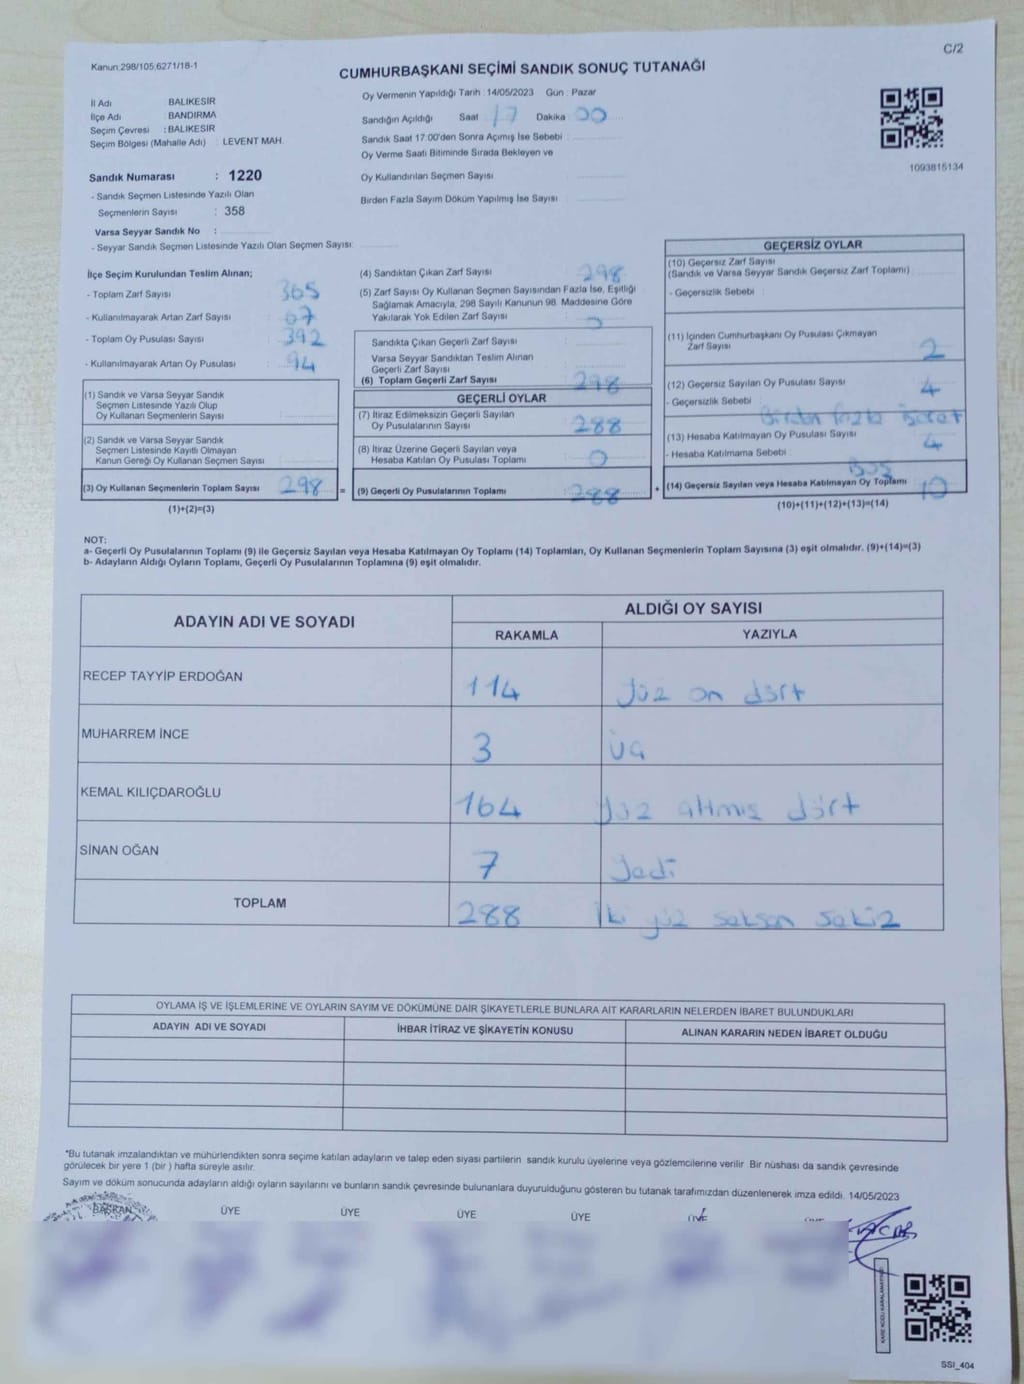 C/2
Kanun:298/105,6271/18-1
CUMHURBAŞKANI SEÇİMİ SANDIK SONUÇ TUTANAĞI
İl Adı BALIKESİR
İlçe Adı : BANDIRMA
Seçim Çevresi : BALIKESİR
Seçim Bölgesi (Mahalle Adı) : LEVENT MAH.
Sandık Numarası : 1220
- Sandık Seçmen Listesinde Yazılı Olan
Seçmenlerin Sayısı : 358
Varsa Seyyar Sandık No :
- Seyyar Sandık Seçmen Listesinde Yazılı Olan Seçmen Sayısı:
Oy Vermenin Yapıldığı Tarih : 14/05/2023 Gün : Pazar
Sandığın Açıldığı Saat 17 Dakika 00
Sandık Saat 17:00'den Sonra Açımış İse Sebebi
Oy Verme Saati Bitiminde Sırada Bekleyen ve
Oy Kullandırılan Seçmen Sayısı
Birden Fazla Sayım Döküm Yapılmış İse Sayısı
1093815134
İlçe Seçim Kurulundan Teslim Alınan;
- Toplam Zarf Sayısı : 365
- Kullanılmayarak Artan Zarf Sayısı : 67
- Toplam Oy Pusulası Sayısı : 392
- Kullanılmayarak Artan Oy Pusulası : 94
(1) Sandık ve Varsa Seyyar Sandık
Seçmen Listesinde Yazılı Olup
Oy Kullanan Seçmenlerin Sayısı
(2) Sandık ve Varsa Seyyar Sandık
Seçmen Listesinde Kayıtlı Olmayan
Kanun Gereği Oy Kullanan Seçmen Sayısı
(3) Oy Kullanan Seçmenlerin Toplam Sayısı : 298 =
(1)+(2)=(3)
(4) Sandıktan Çıkan Zarf Sayısı 298
(5) Zarf Sayısı Oy Kullanan Seçmen Sayısından Fazla İse, Eşitliği
Sağlamak Amacıyla, 298 Sayılı Kanunun 98. Maddesine Göre
Yakılarak Yok Edilen Zarf Sayısı
Sandıkta Çıkan Geçerli Zarf Sayısı
Varsa Seyyar Sandıktan Teslim Alınan
Geçerli Zarf Sayısı
(6) Toplam Geçerli Zarf Sayısı 298
GEÇERLİ OYLAR
(7) İtiraz Edilmeksizin Geçerli Sayılan
Oy Pusulalarının Sayısı : 288
(8) İtiraz Üzerine Geçerli Sayılan veya
Hesaba Katılan Oy Pusulası Toplamı : 0
(9) Geçerli Oy Pusulalarının Toplamı : 288 +
GEÇERSİZ OYLAR
(10) Geçersiz Zarf Sayısı
(Sandık ve Varsa Seyyar Sandık Geçersiz Zarf Toplamı)
- Geçersizlik Sebebi :
(11) İçinden Cumhurbaşkanı Oy Pusulası Çıkmayan
Zarf Sayısı 2
(12) Geçersiz Sayılan Oy Pusulası Sayısı 4
- Geçersizlik Sebebi
Birden fazla işaret
(13) Hesaba Katılmayan Oy Pusulası Sayısı 4
- Hesaba Katılmama Sebebi : Boş
(14) Geçersiz Sayılan veya Hesaba Katılmayan Oy Toplamı 10
(10)+(11)+(12)+(13)=(14)
NOT:
a- Geçerli Oy Pusulalarının Toplamı (9) ile Geçersiz Sayılan veya Hesaba Katılmayan Oy Toplamı (14) Toplamları, Oy Kullanan Seçmenlerin Toplam Sayısına (3) eşit olmalıdır. (9)+(14)=(3)
b- Adayların Aldığı Oyların Toplamı, Geçerli Oy Pusulalarının Toplamına (9) eşit olmalıdır.
ADAYIN ADI VE SOYADI
ALDIĞI OY SAYISI
RAKAMLA YAZIYLA
RECEP TAYYİP ERDOĞAN 114 yüz on dört
MUHARREM İNCE 3 üç
KEMAL KILIÇDAROĞLU 164 yüz altmış dört
SİNAN OĞAN 7 yedi
TOPLAM 288 iki yüz seksen sekiz
OYLAMA İŞ VE İŞLEMLERİNE VE OYLARIN SAYIM VE DÖKÜMÜNE DAİR ŞİKAYETLERLE BUNLARA AİT KARARLARIN NELERDEN İBARET BULUNDUKLARI
ADAYIN ADI VE SOYADI İHBAR İTİRAZ VE ŞİKAYETİN KONUSU ALINAN KARARIN NEDEN İBARET OLDUĞU
*Bu tutanak imzalandıktan ve mühürlendikten sonra seçime katılan adayların ve talep eden siyasi partilerin sandık kurulu üyelerine veya gözlemcilerine verilir. Bir nüshası da sandık çevresinde
görülecek bir yere 1 (bir) hafta süreyle asılır.
Sayım ve döküm sonucunda adayların aldığı oyların sayılarını ve bunların sandık çevresinde bulunanlara duyurulduğunu gösteren bu tutanak tarafımızdan düzenlenerek imza edildi. 14/05/2023
BAŞKAN ÜYE ÜYE ÜYE ÜYE ÜYE
SSI_404